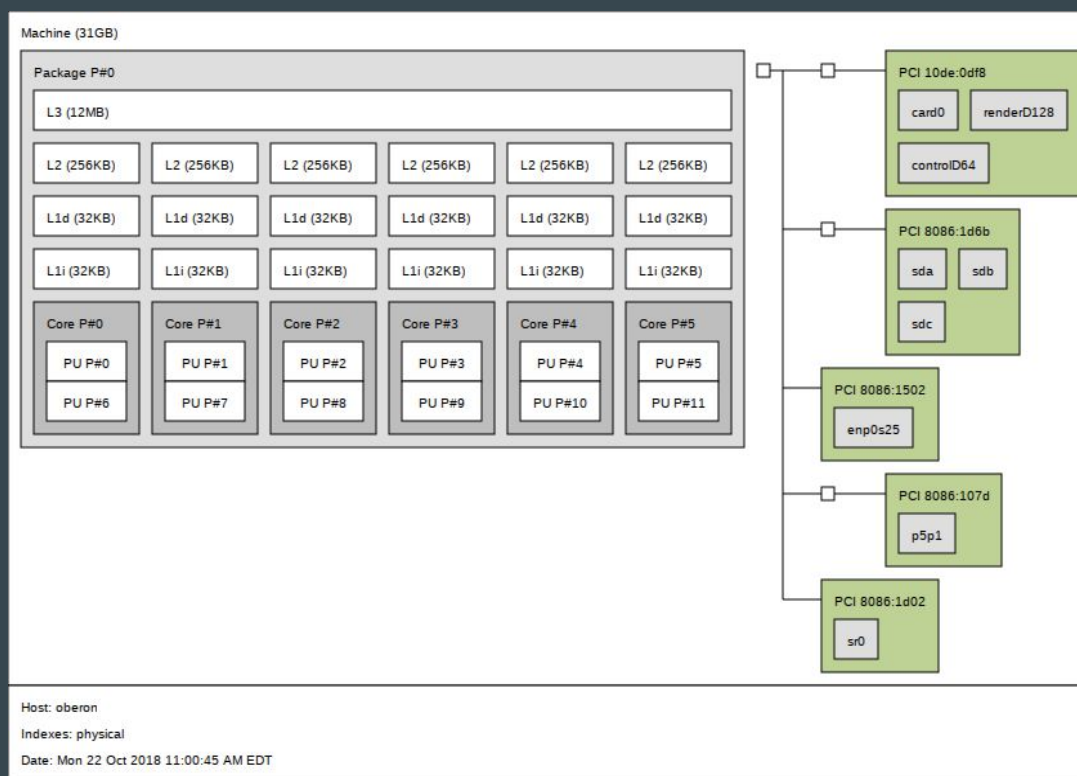 Machine (31GB)
Package P#0
L3 (12MB)
L2 (256KB) L2 (256KB) L2 (256KB) L2 (256KB) L2 (256KB) L2 (256KB)
L1d (32KB) L1d (32KB) L1d (32KB) L1d (32KB) L1d (32KB) L1d (32KB)
L1i (32KB) L1i (32KB) L1i (32KB) L1i (32KB) L1i (32KB) L1i (32KB)
Core P#0 Core P#1 Core P#2 Core P#3 Core P#4 Core P#5
PU P#0 PU P#1 PU P#2 PU P#3 PU P#4 PU P#5
PU P#6 PU P#7 PU P#8 PU P#9 PU P#10 PU P#11
PCI 10de:0df8
card0 renderD128
controlD64
PCI 8086:1d6b
sda sdb
sdc
PCI 8086:1502
enp0s25
PCI 8086:107d
p5p1
PCI 8086:1d02
sr0
Host: oberon
Indexes: physical
Date: Mon 22 Oct 2018 11:00:45 AM EDT